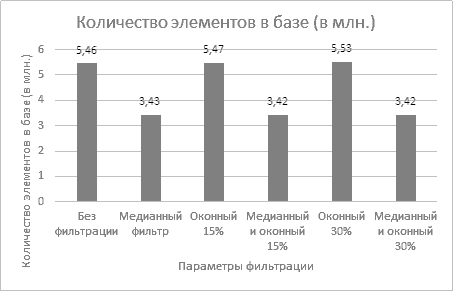 Количество элементов в базе (в млн.)
Количество элементов в базе (в млн.)
6
5
4
3
2
1
0
5,46
3,43
5,47
3,42
5,53
3,42
Без
фильтрации
Медианный
фильтр
Оконный
15%
Медианный
и оконный
15%
Оконный
30%
Медианный
и оконный
30%
Параметры фильтрации